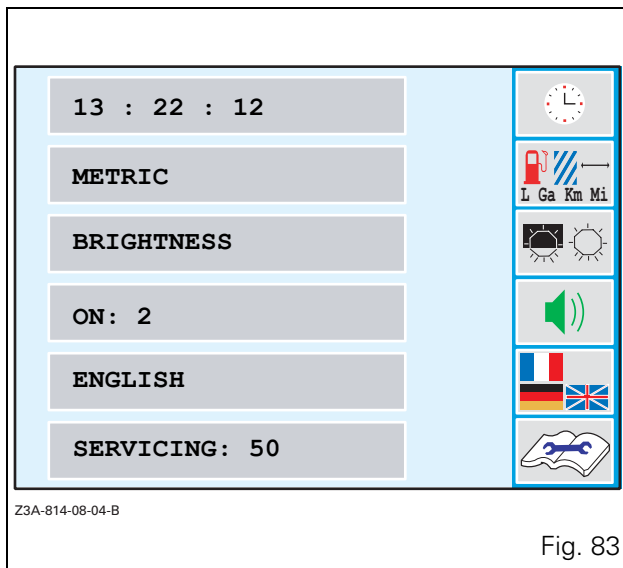 13 : 22 : 12
METRIC
L Ga Km Mi
BRIGHTNESS
ON: 2
ENGLISH
SERVICING: 50
Z3A-814-08-04-B
Fig. 83